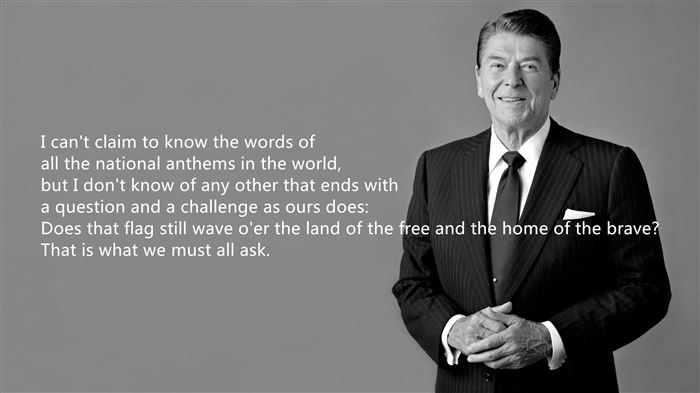 I can't claim to know the words of
all the national anthems in the world,
but I don't know of any other that ends with
a question and a challenge as ours does:
Does that flag still wave o'er the land of the free and the home of the brave?
That is what we must all ask.